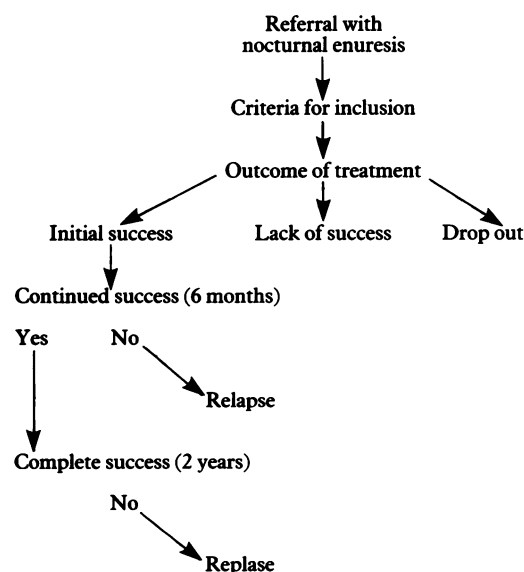 Referral with
nocturnal enuresis
Criteria for inclusion
Outcome of treatment
Initial success Lack of success Drop out
Continued success (6 months)
Yes No
Relapse
Complete success (2 years)
No
Replase